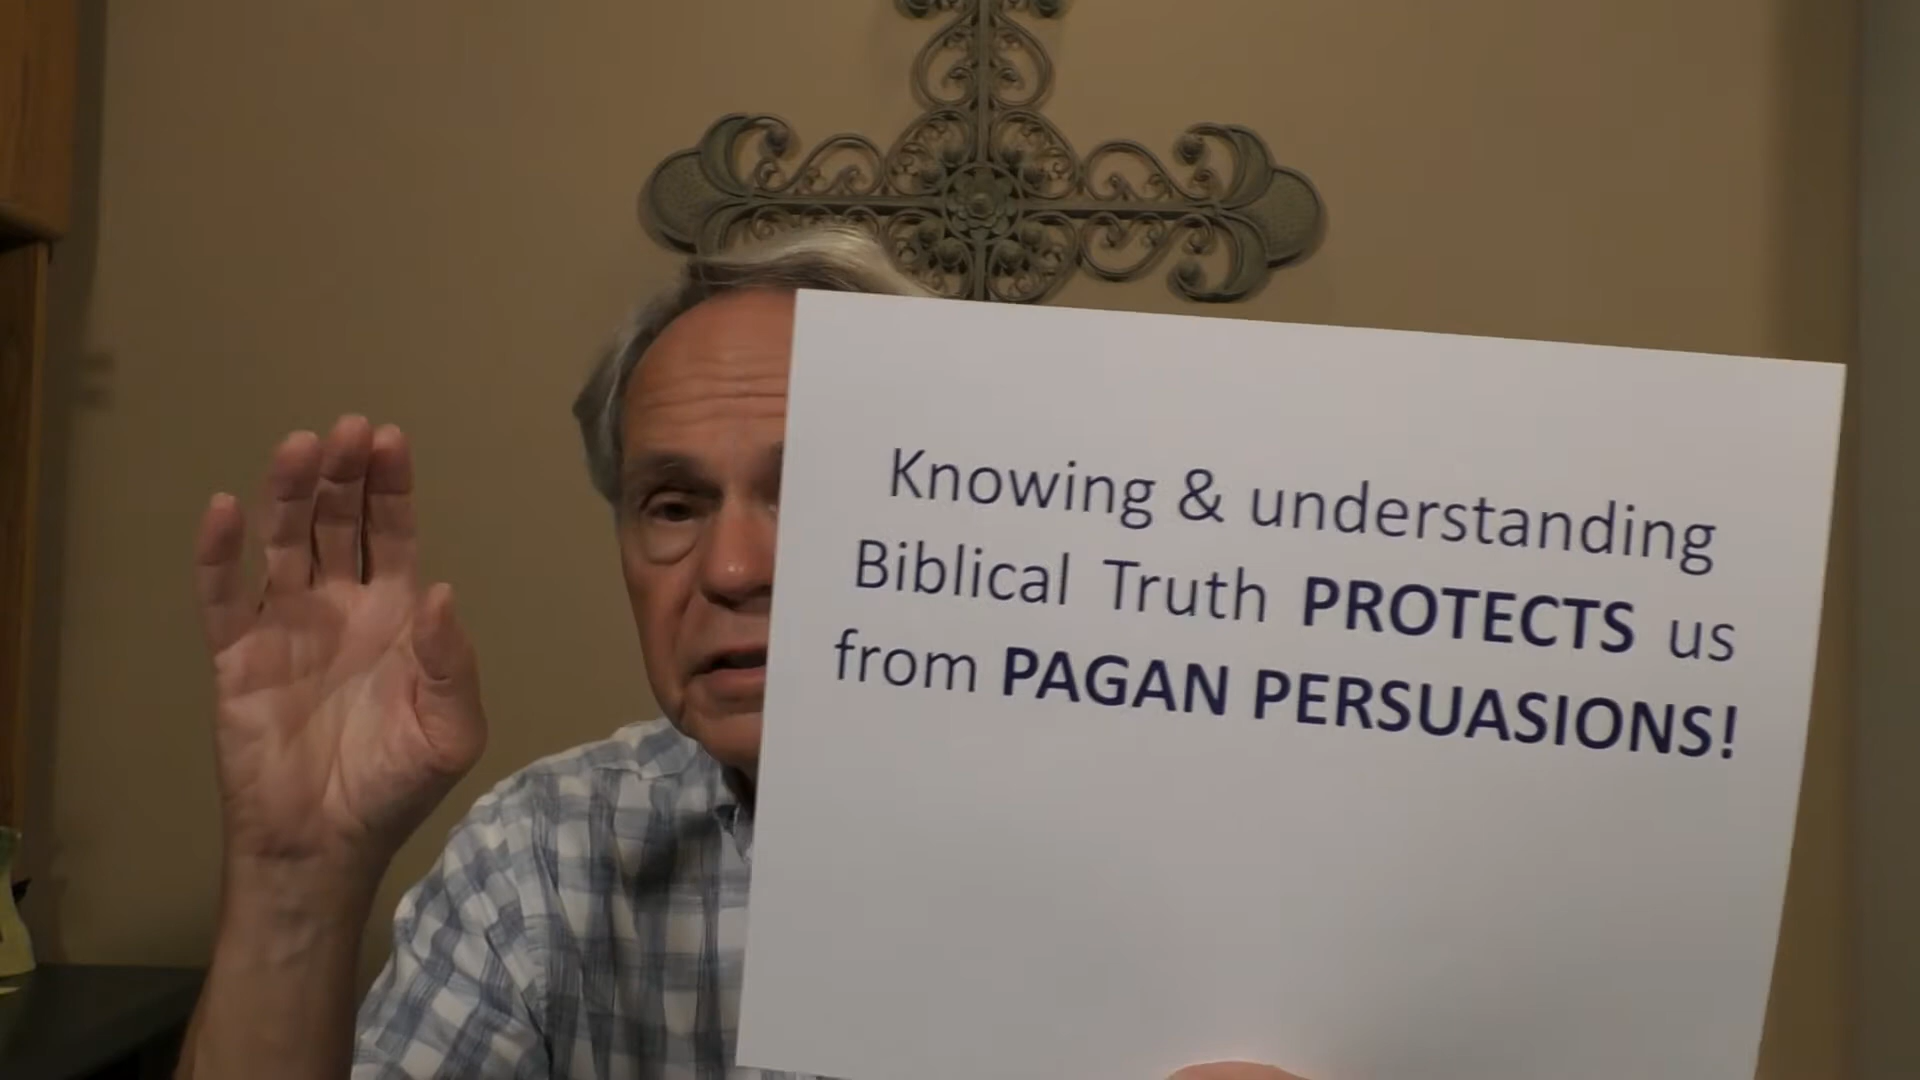 Knowing & understanding
Biblical Truth PROTECTS us
from PAGAN PERSUASIONS!